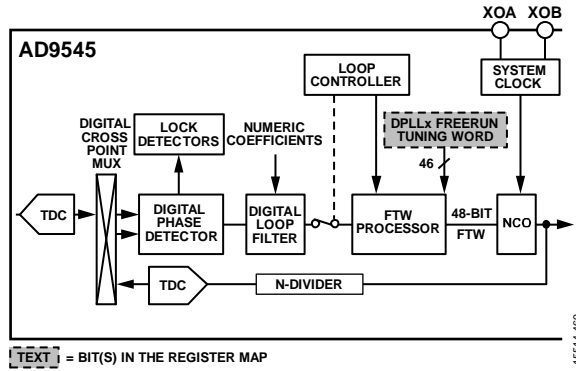 XOA XOB
AD9545
LOOP
CONTROLLER
SYSTEM
CLOCK
DIGITAL
CROSS
POINT
MUX
LOCK
DETECTORS
NUMERIC
COEFFICIENTS
DPLLx FREERUN
TUNING WORD
46
TDC
DIGITAL
PHASE
DETECTOR
DIGITAL
LOOP
FILTER
FTW
PROCESSOR
48-BIT
FTW
NCO
TDC
N-DIVIDER
TEXT = BIT(S) IN THE REGISTER MAP